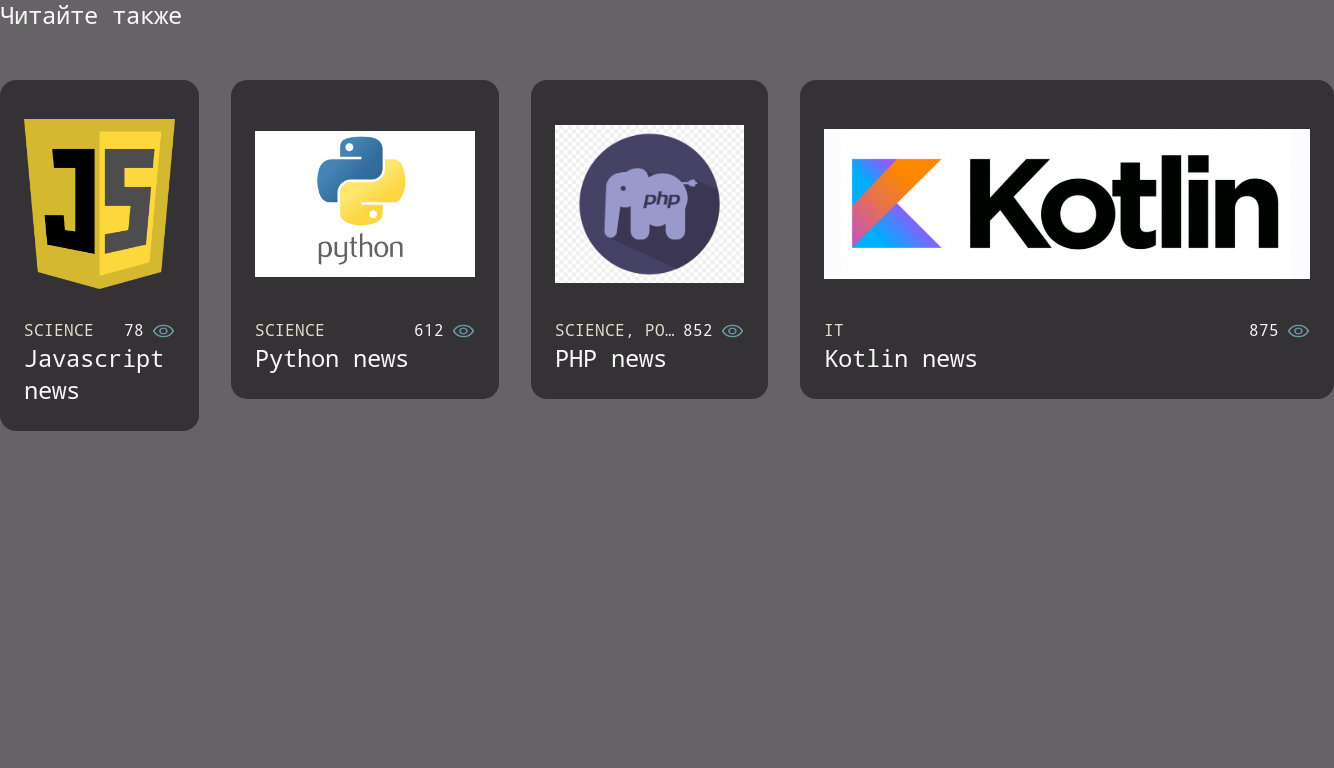 Читайте также
JS
python
php
Kotlin
SCIENCE 78
Javascript
news
SCIENCE 612
Python news
SCIENCE, PO… 852
PHP news
IT 875
Kotlin news